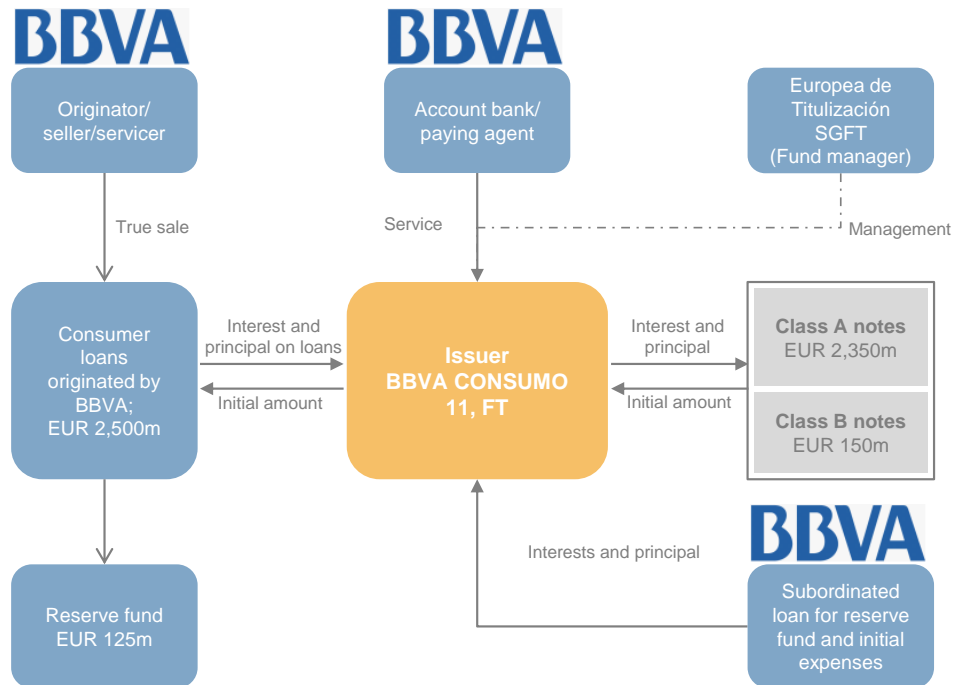 BBVA
Originator/
seller/servicer
BBVA
Account bank/
paying agent
Europea de
Titulización
SGFT
(Fund manager)
True sale
Service
Management
Consumer
loans
originated by
BBVA;
EUR 2,500m
Interest and
principal on loans
Initial amount
Issuer
BBVA CONSUMO
11, FT
Interest and
principal
Initial amount
Class A notes
EUR 2,350m
Class B notes
EUR 150m
Reserve fund
EUR 125m
Interests and principal
BBVA
Subordinated
loan for reserve
fund and initial
expenses